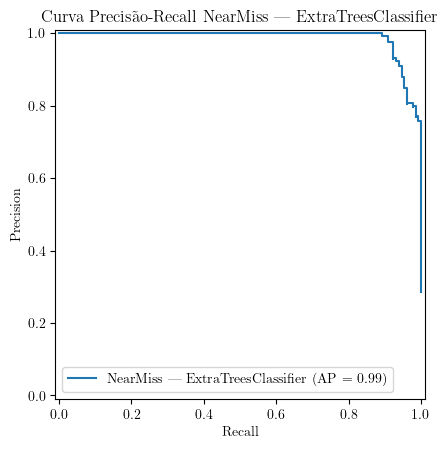 Curva Precisão-Recall NearMiss — ExtraTreesClassifier
1.0
0.8
0.6
0.4
0.2
0.0
Precision
NearMiss — ExtraTreesClassifier (AP = 0.99)
0.0 0.2 0.4 0.6 0.8 1.0
Recall